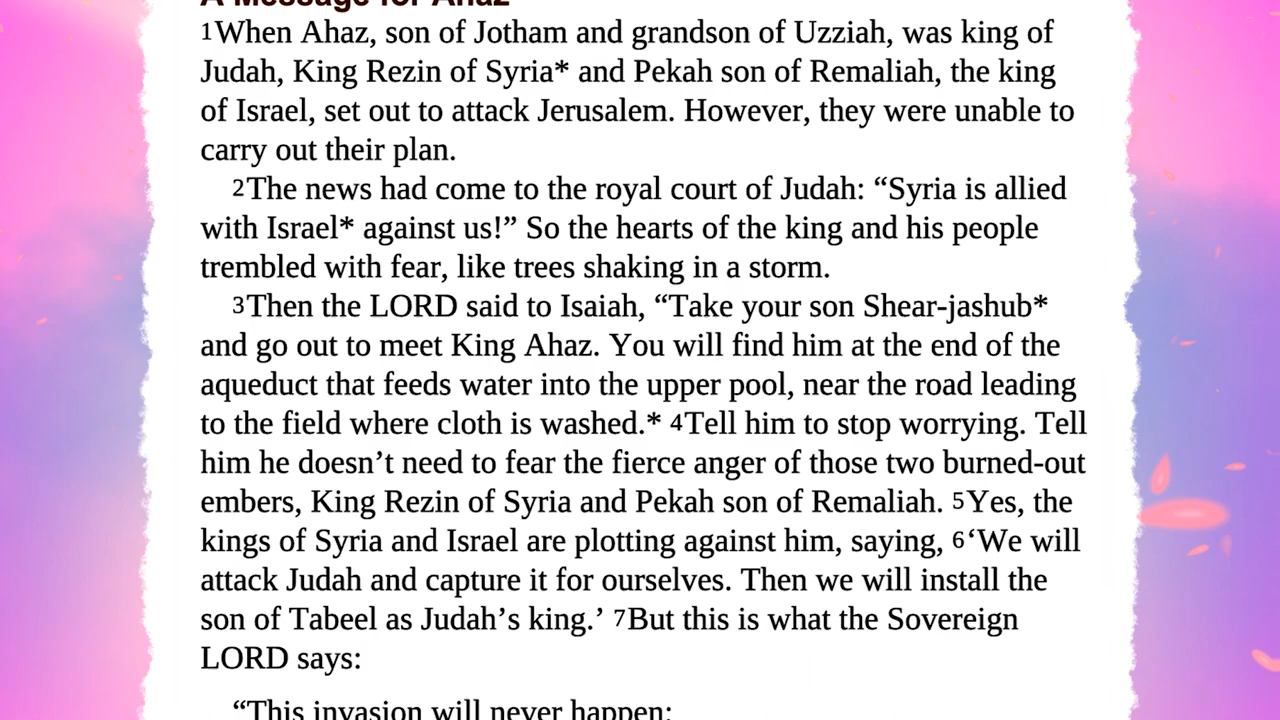 A Message for Ahaz
1When Ahaz, son of Jotham and grandson of Uzziah, was king of
Judah, King Rezin of Syria* and Pekah son of Remaliah, the king
of Israel, set out to attack Jerusalem. However, they were unable to
carry out their plan.
2The news had come to the royal court of Judah: “Syria is allied
with Israel* against us!” So the hearts of the king and his people
trembled with fear, like trees shaking in a storm.
3Then the LORD said to Isaiah, “Take your son Shear-jashub*
and go out to meet King Ahaz. You will find him at the end of the
aqueduct that feeds water into the upper pool, near the road leading
to the field where cloth is washed.* 4Tell him to stop worrying. Tell
him he doesn’t need to fear the fierce anger of those two burned-out
embers, King Rezin of Syria and Pekah son of Remaliah. 5Yes, the
kings of Syria and Israel are plotting against him, saying, 6‘We will
attack Judah and capture it for ourselves. Then we will install the
son of Tabeel as Judah’s king.’ 7But this is what the Sovereign
LORD says:
“This invasion will never happen;